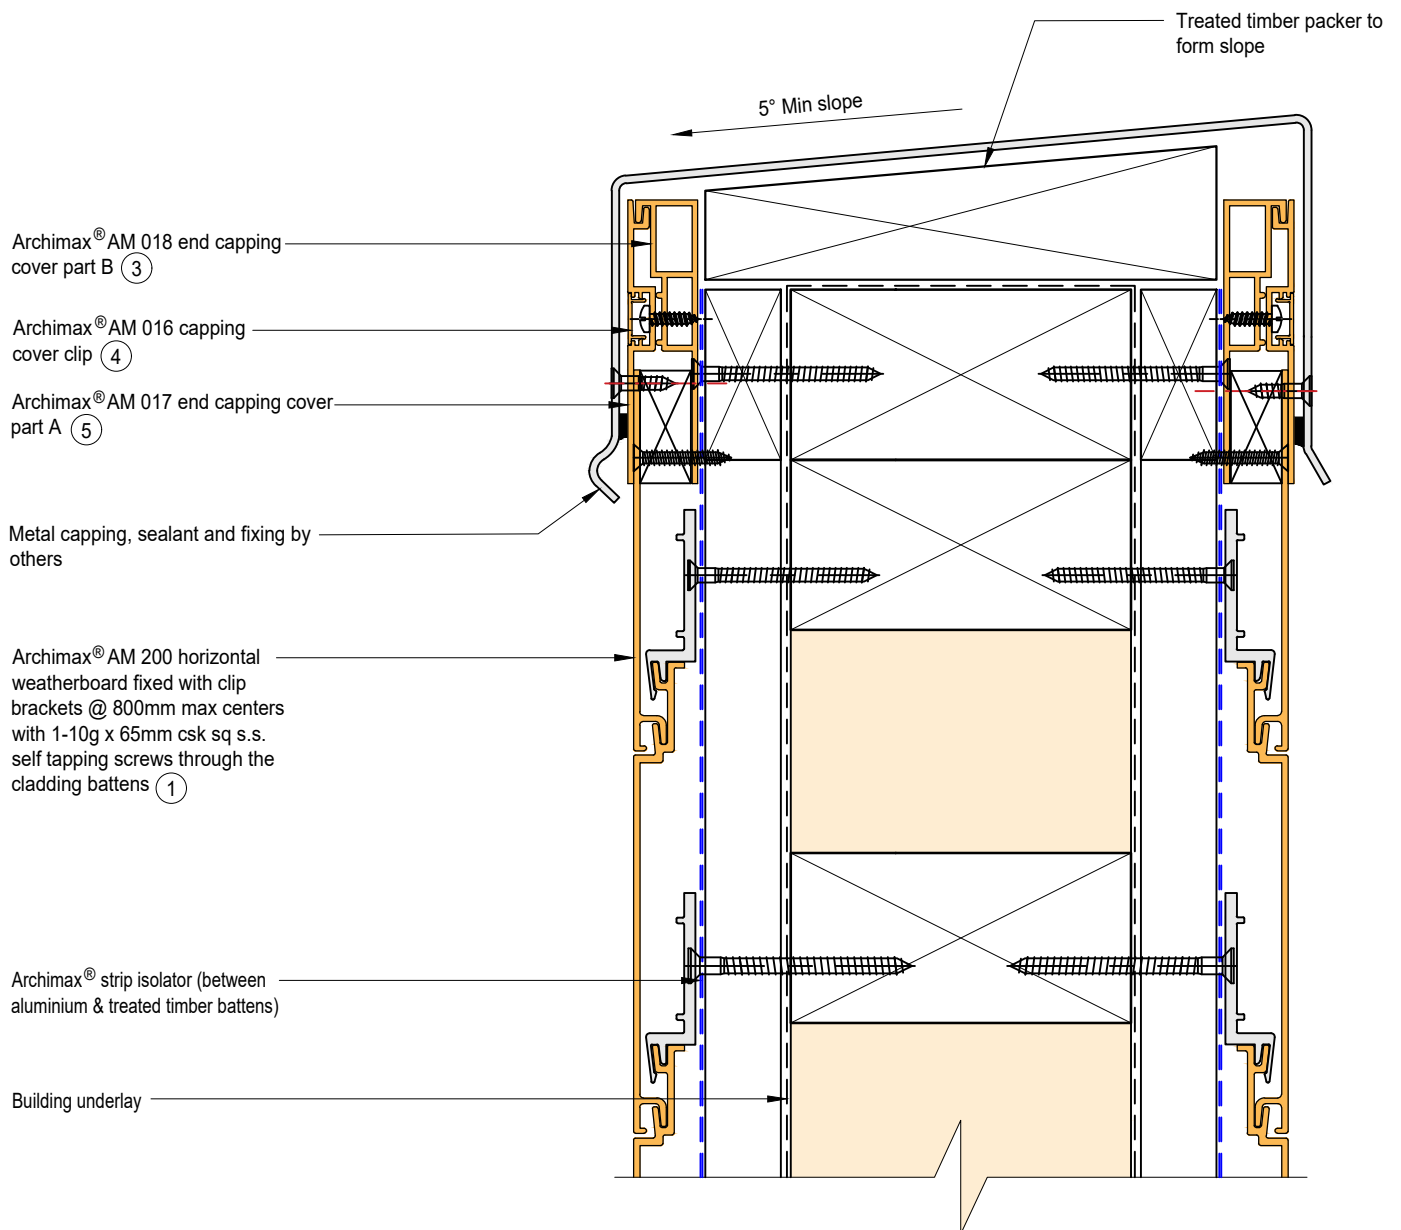 Treated timber packer to
form slope
5° Min slope
Archimax® AM 018 end capping
cover part B 3
Archimax® AM 016 capping
cover clip 4
Archimax® AM 017 end capping cover
part A 5
Metal capping, sealant and fixing by
others
Archimax® AM 200 horizontal
weatherboard fixed with clip
brackets @ 800mm max centers
with 1-10g x 65mm csk sq s.s.
self tapping screws through the
cladding battens 1
Archimax® strip isolator (between
aluminium & treated timber battens)
Building underlay